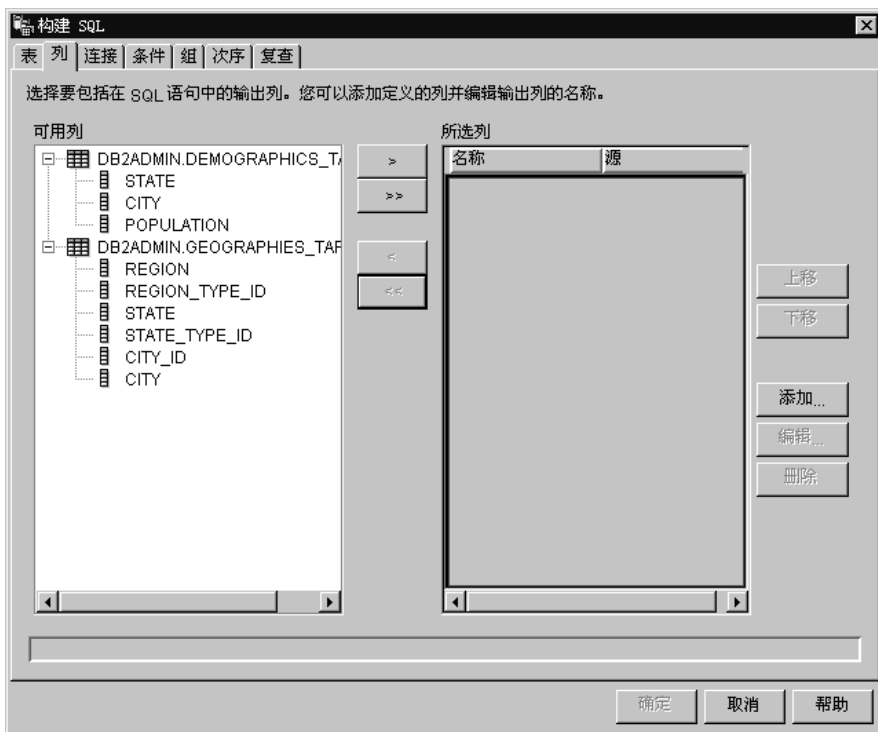 构建 SQL
表 列 连接 条件 组 次序 复查
选择要包括在 SQL 语句中的输出列。您可以添加定义的列并编辑输出列的名称。
可用列
DB2ADMIN.DEMOGRAPHICS_TA
STATE
CITY
POPULATION
DB2ADMIN.GEOGRAPHIES_TAR
REGION
REGION_TYPE_ID
STATE
STATE_TYPE_ID
CITY_ID
CITY
>
>>
<
<<
所选列
名称 源
上移
下移
添加...
编辑...
删除
确定 取消 帮助